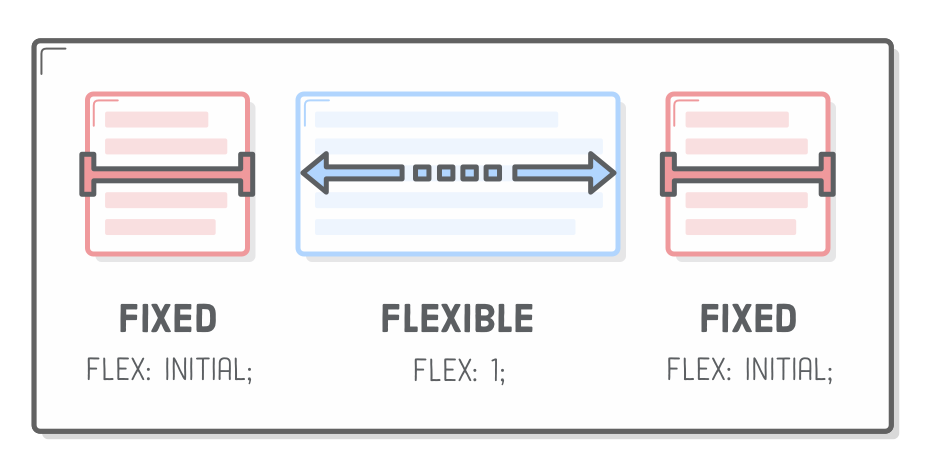 FIXED
FLEX: INITIAL;
FLEXIBLE
FLEX: 1;
FIXED
FLEX: INITIAL;